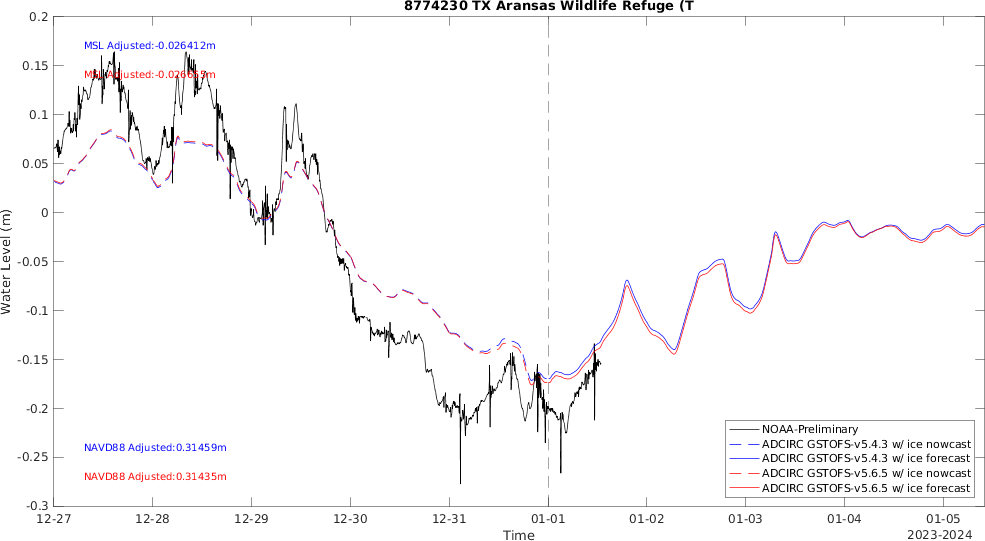 8774230 TX Aransas Wildlife Refuge (T
0.2
0.15
0.1
0.05
0
-0.05
-0.1
-0.15
-0.2
-0.25
-0.3
Water Level (m)
MSL Adjusted:-0.026412m
NAVD88 Adjusted:0.31459m
NAVD88 Adjusted:0.31435m
NOAA-Preliminary
ADCIRC GSTOFS-v5.4.3 w/ ice nowcast
ADCIRC GSTOFS-v5.4.3 w/ ice forecast
ADCIRC GSTOFS-v5.6.5 w/ ice nowcast
ADCIRC GSTOFS-v5.6.5 w/ ice forecast
12-27 12-28 12-29 12-30 12-31 01-01 01-02 01-03 01-04 01-05
Time
2023-2024